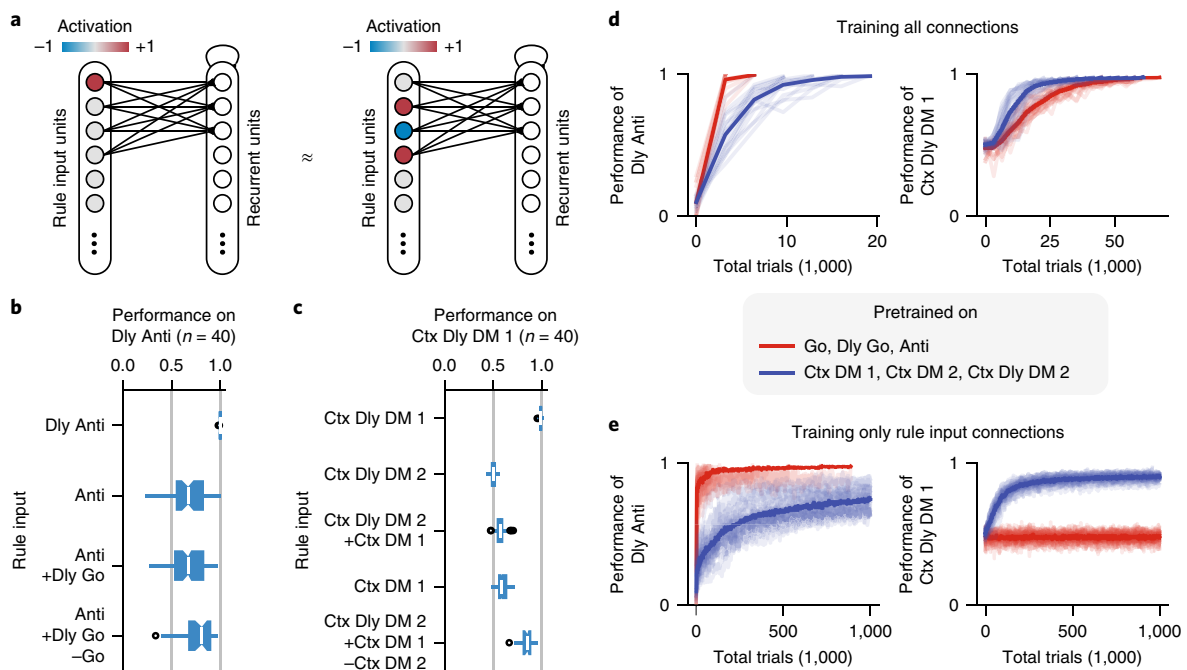 a
Activation
−1 +1
Rule input units
Recurrent units
≈
Activation
−1 +1
Rule input units
Recurrent units
b
Performance on
Dly Anti (n = 40)
0.0 0.5 1.0
Rule input
Dly Anti
Anti
Anti
+Dly Go
Anti
+Dly Go
−Go
c
Performance on
Ctx Dly DM 1 (n = 40)
0.0 0.5 1.0
Rule input
Ctx Dly DM 1
Ctx Dly DM 2
Ctx Dly DM 2
+Ctx DM 1
Ctx DM 1
Ctx Dly DM 2
+Ctx DM 1
−Ctx DM 2
d
Training all connections
Performance of
Dly Anti
1
0
0 10 20
Total trials (1,000)
Performance of
Ctx Dly DM 1
1
0
0 25 50
Total trials (1,000)
Pretrained on
Go, Dly Go, Anti
Ctx DM 1, Ctx DM 2, Ctx Dly DM 2
e
Training only rule input connections
Performance of
Dly Anti
1
0
0 500 1,000
Total trials (1,000)
Performance of
Ctx Dly DM 1
1
0
0 500 1,000
Total trials (1,000)